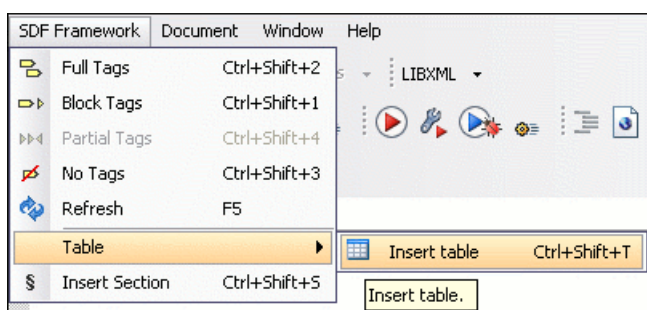 SDF Framework Document Window Help
Full Tags Ctrl+Shift+2
LIBXML
Block Tags Ctrl+Shift+1
Partial Tags Ctrl+Shift+4
No Tags Ctrl+Shift+3
Refresh F5
Table Insert table Ctrl+Shift+T
§ Insert Section Ctrl+Shift+S
Insert table.